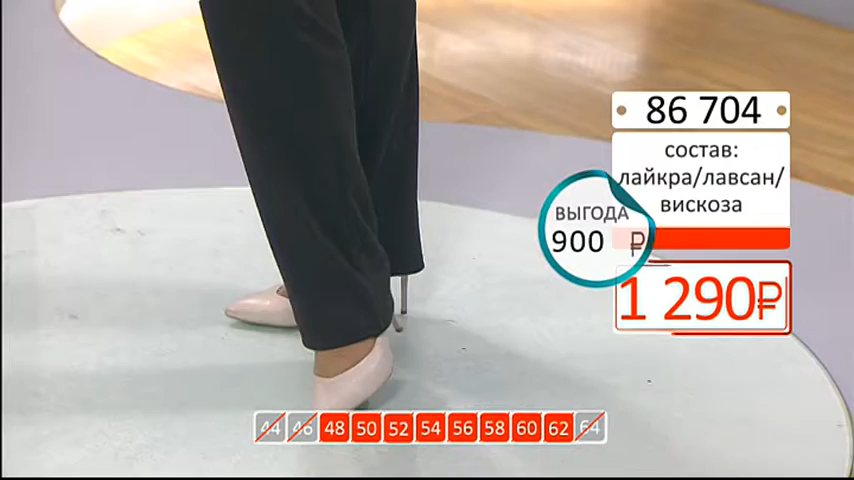 86 704
состав:
лайкра/лавсан/
вискоза
ВЫГОДА
900 ₽
1 290₽
44 46 48 50 52 54 56 58 60 62 64